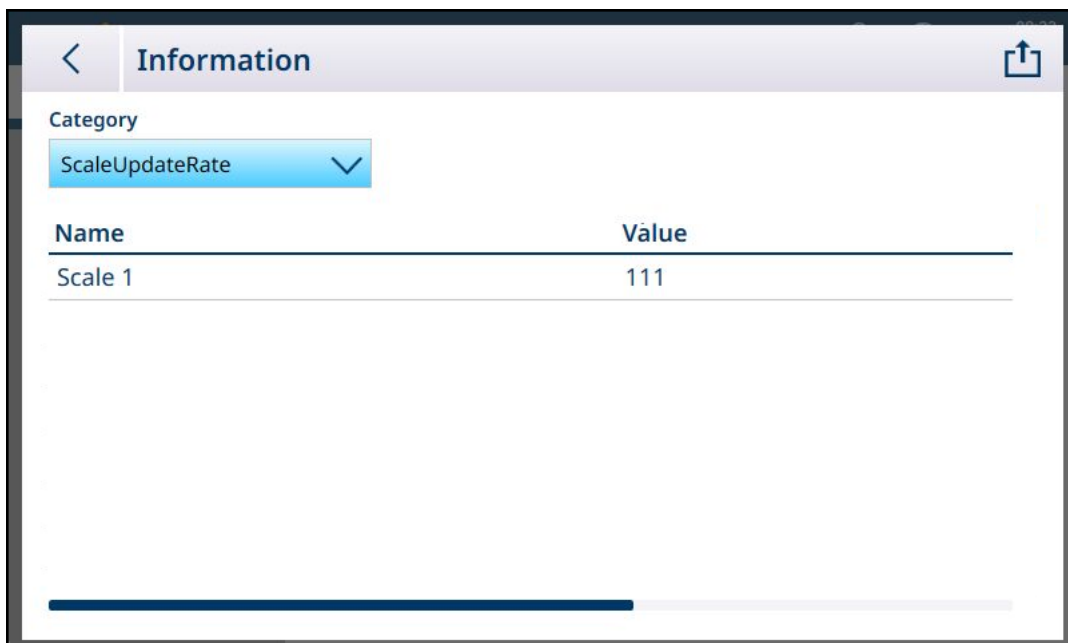 Information
Category
ScaleUpdateRate
Name Value
Scale 1 111